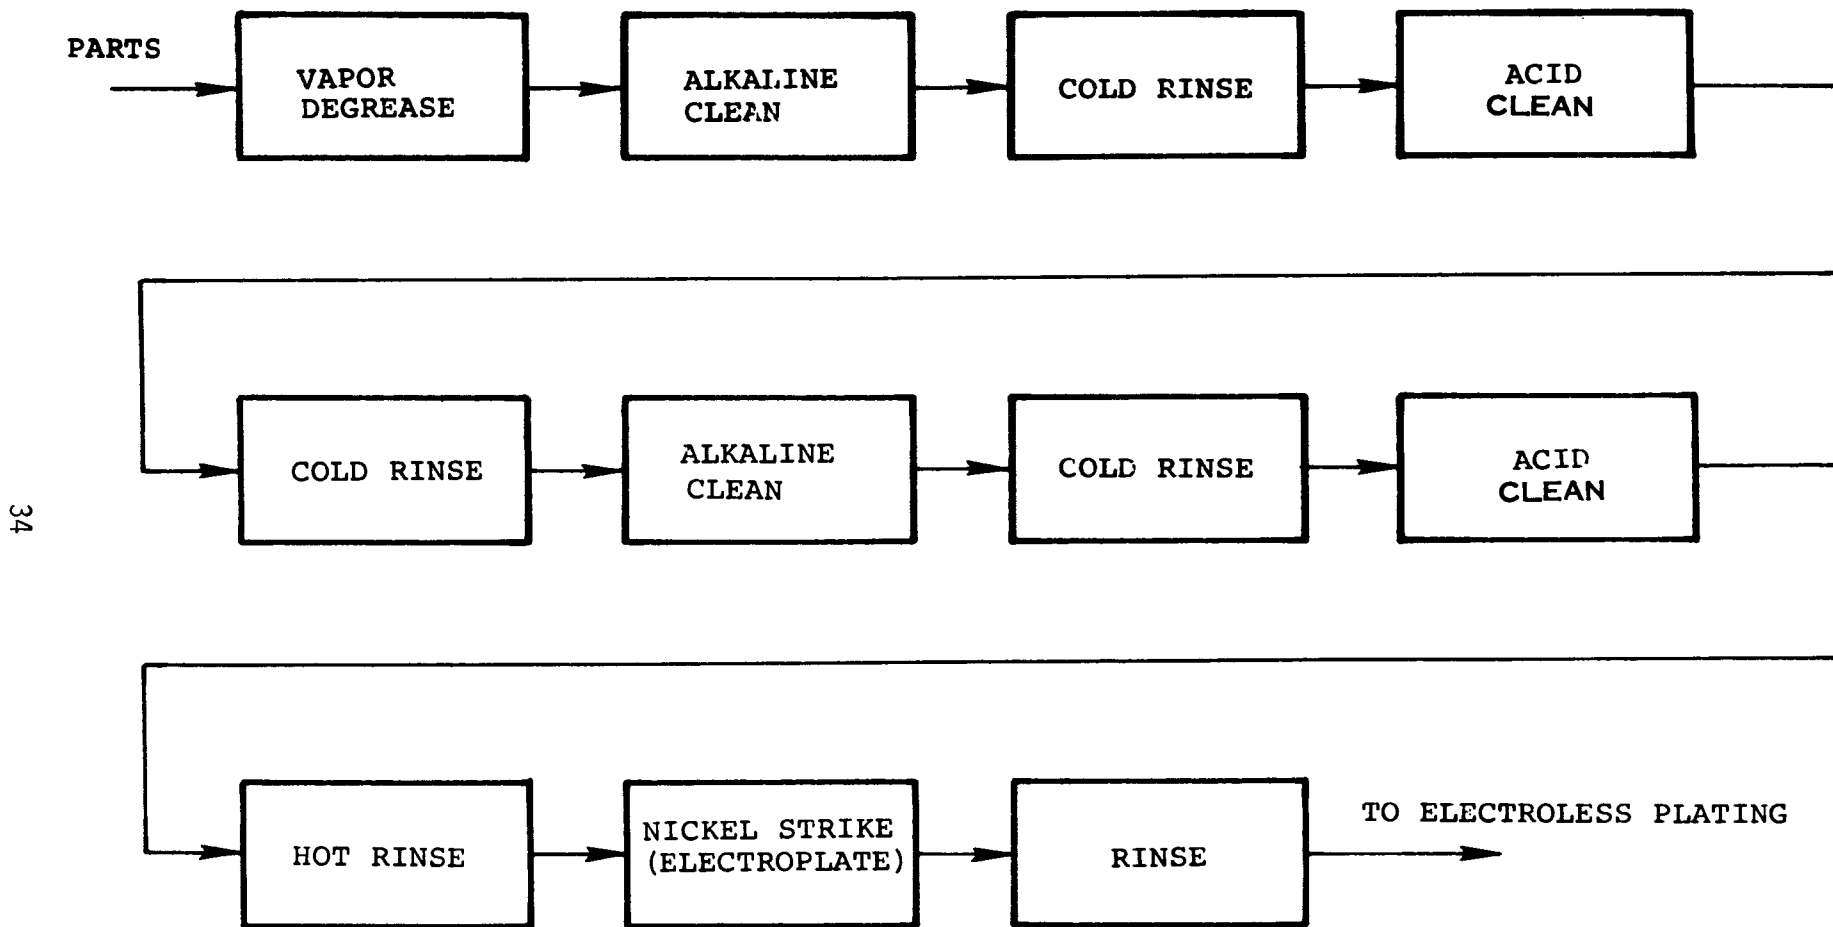 PARTS
VAPOR
DEGREASE
ALKALINE
CLEAN
COLD RINSE
ACID
CLEAN
COLD RINSE
ALKALINE
CLEAN
COLD RINSE
ACID
CLEAN
34
HOT RINSE
NICKEL STRIKE
(ELECTROPLATE)
RINSE
TO ELECTROLESS PLATING